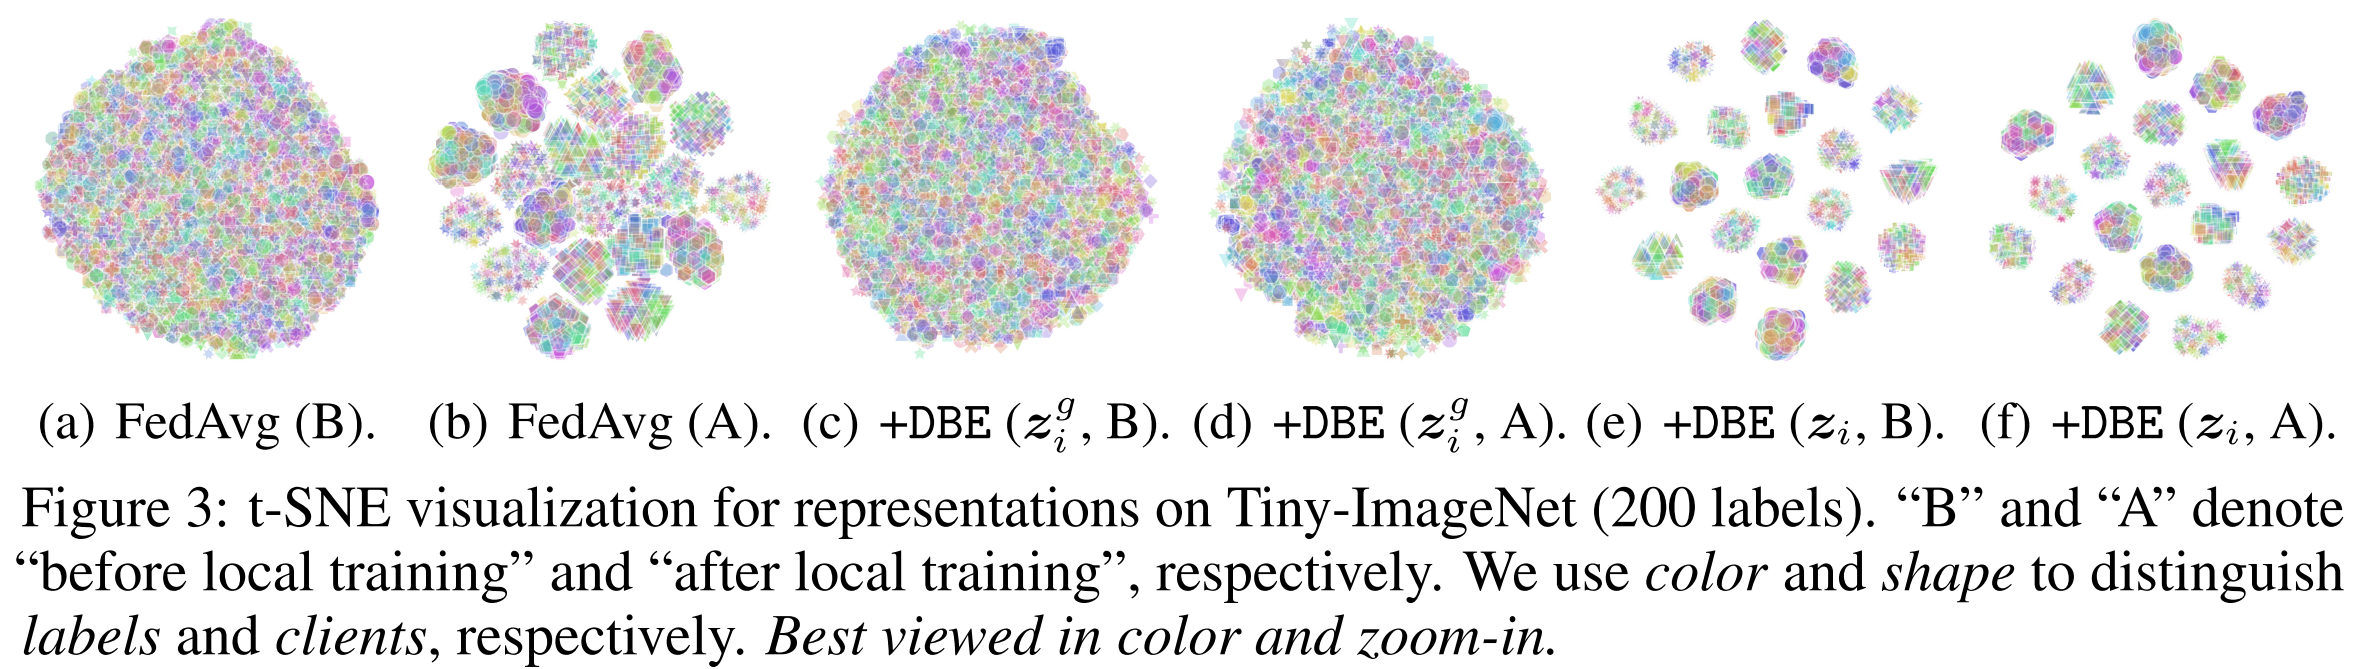 (a) FedAvg (B). (b) FedAvg (A). (c) +DBE (z_i^g, B). (d) +DBE (z_i^g, A). (e) +DBE (z_i, B). (f) +DBE (z_i, A).
Figure 3: t-SNE visualization for representations on Tiny-ImageNet (200 labels). “B” and “A” denote
“before local training” and “after local training”, respectively. We use color and shape to distinguish
labels and clients, respectively. Best viewed in color and zoom-in.